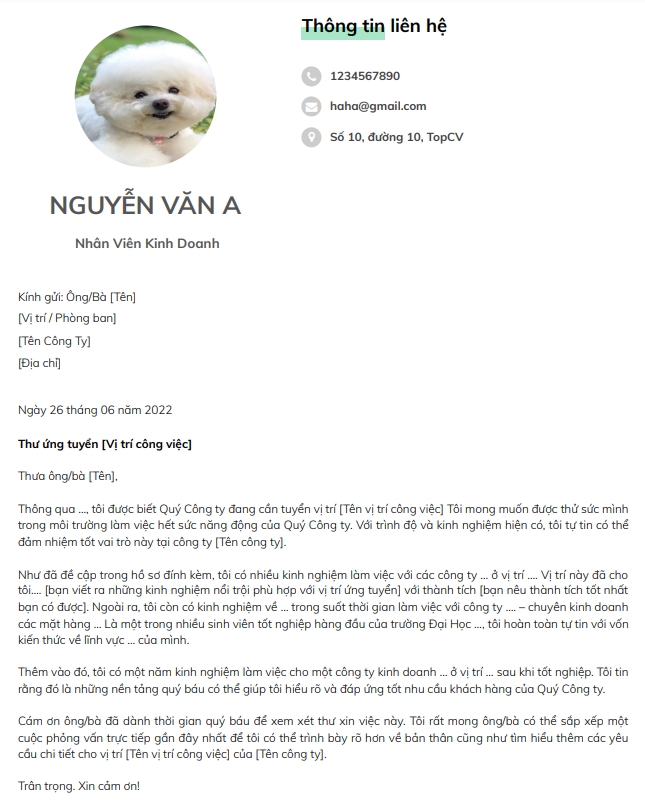 Thông tin liên hệ
1234567890
haha@gmail.com
Số 10, đường 10, TopCV
NGUYỄN VĂN A
Nhân Viên Kinh Doanh
Kính gửi: Ông/Bà [Tên]
[Vị trí / Phòng ban]
[Tên Công Ty]
[Địa chỉ]
Ngày 26 tháng 06 năm 2022
Thư ứng tuyển [Vị trí công việc]
Thưa ông/bà [Tên],
Thông qua ..., tôi được biết Quý Công ty đang cần tuyển vị trí [Tên vị trí công việc] Tôi mong muốn được thử sức mình
trong môi trường làm việc hết sức năng động của Quý Công ty. Với trình độ và kinh nghiệm hiện có, tôi tự tin có thể
đảm nhiệm tốt vai trò này tại công ty [Tên công ty].
Như đã đề cập trong hồ sơ đính kèm, tôi có nhiều kinh nghiệm làm việc với các công ty ... ở vị trí .... Vị trí này đã cho
tôi.... [bạn viết ra những kinh nghiệm nổi trội phù hợp với vị trí ứng tuyển] với thành tích [bạn nêu thành tích tốt nhất
bạn có được]. Ngoài ra, tôi còn có kinh nghiệm về ... trong suốt thời gian làm việc với công ty .... – chuyên kinh doanh
các mặt hàng ... Là một trong nhiều sinh viên tốt nghiệp hàng đầu của trường Đại Học ..., tôi hoàn toàn tự tin với vốn
kiến thức về lĩnh vực ... của mình.
Thêm vào đó, tôi có một năm kinh nghiệm làm việc cho một công ty kinh doanh ... ở vị trí ... sau khi tốt nghiệp. Tôi tin
rằng đó là những nền tảng quý báu có thể giúp tôi hiểu rõ và đáp ứng tốt nhu cầu khách hàng của Quý Công ty.
Cám ơn ông/bà đã dành thời gian quý báu để xem xét thư xin việc này. Tôi rất mong ông/bà có thể sắp xếp một
cuộc phỏng vấn trực tiếp gần đây nhất để tôi có thể trình bày rõ hơn về bản thân cũng như tìm hiểu thêm các yêu
cầu chi tiết cho vị trí [Tên vị trí công việc] của [Tên công ty].
Trân trọng. Xin cảm ơn!